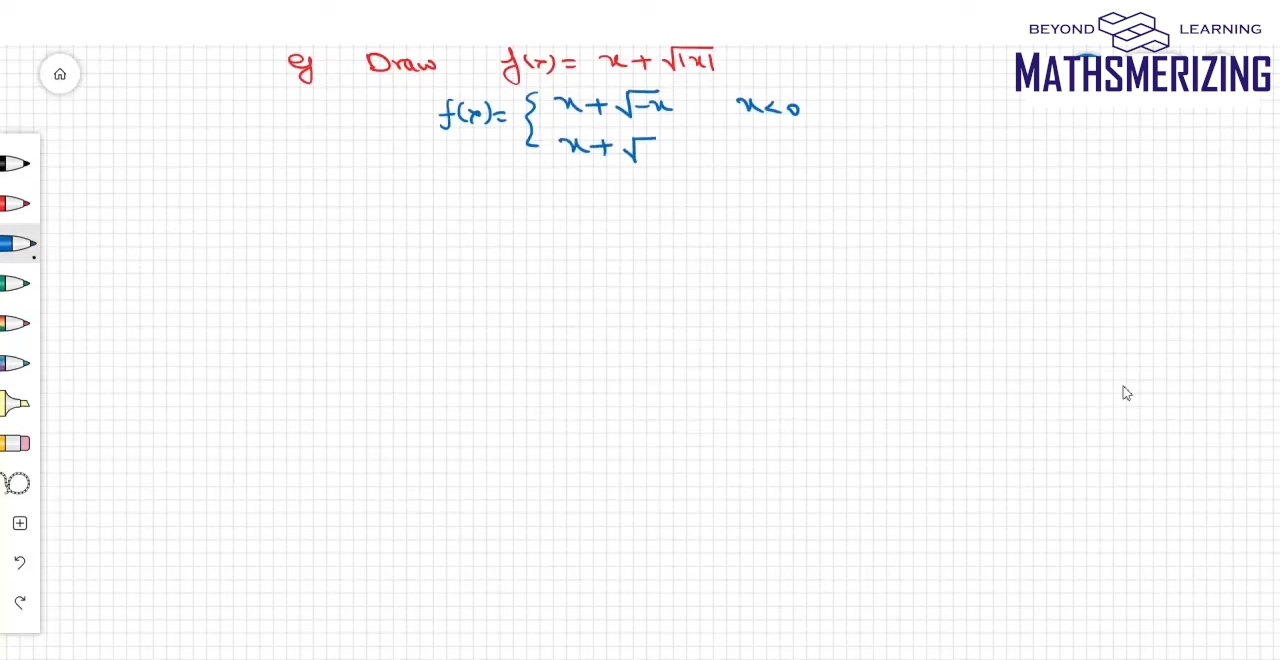 BEYOND LEARNING
MATHSMERIZING
eg Draw f(x) = x + √|x|
f(x) = { x + √-x x < 0
x + √